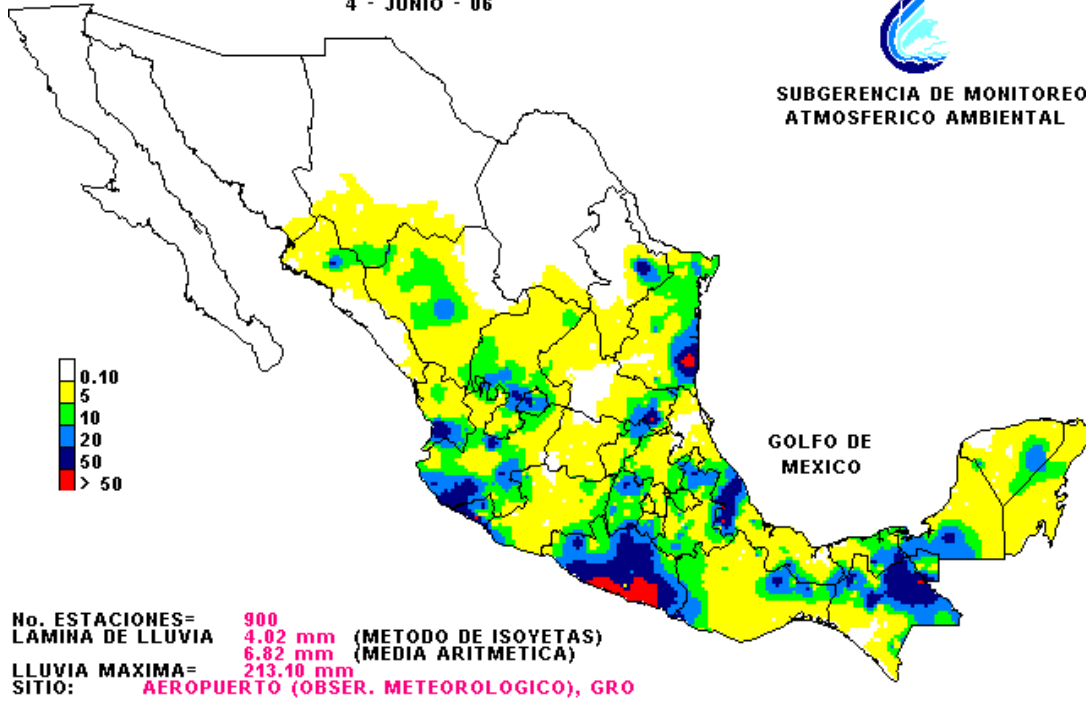 4 - JUNIO - 06
SUBGERENCIA DE MONITOREO
ATMOSFERICO AMBIENTAL
0.10
5
10
20
50
> 50
GOLFO DE
MEXICO
No. ESTACIONES= 900
LAMINA DE LLUVIA 4.02 mm (METODO DE ISOYETAS)
6.82 mm (MEDIA ARITMETICA)
LLUVIA MAXIMA= 213.10 mm
SITIO: AEROPUERTO (OBSER. METEOROLOGICO), GRO